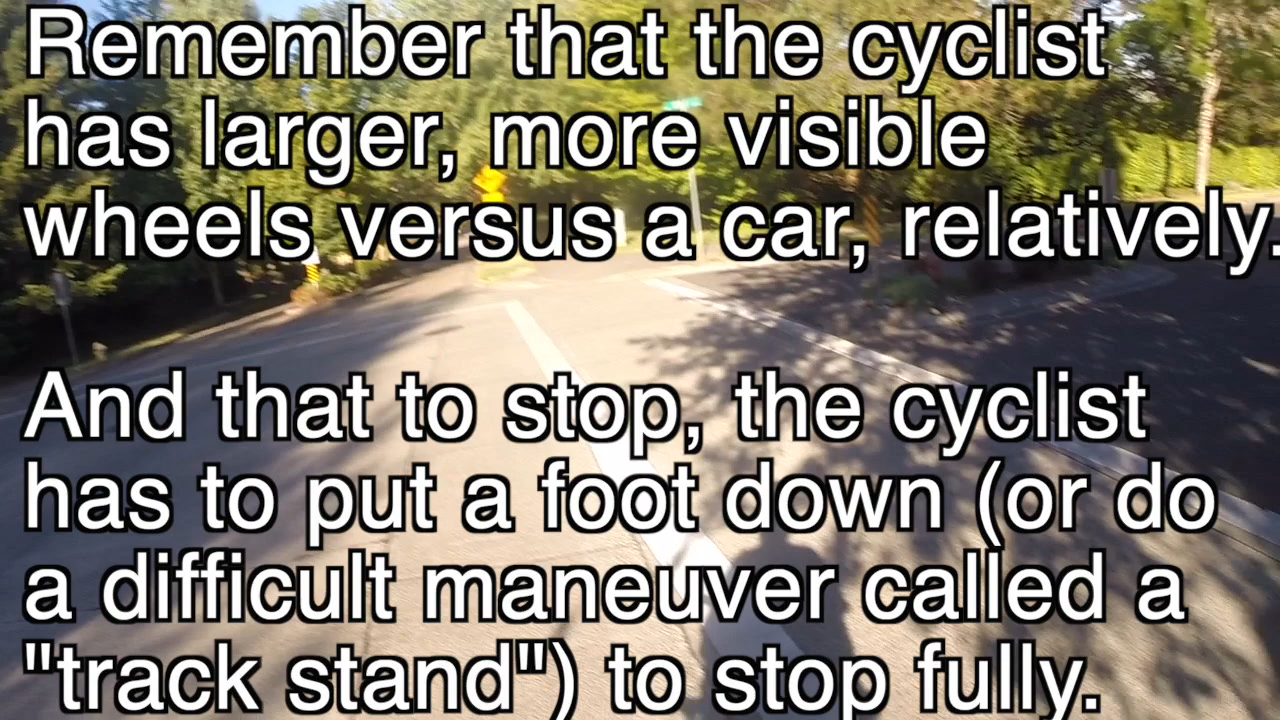 Remember that the cyclist
has larger, more visible
wheels versus a car, relatively.
And that to stop, the cyclist
has to put a foot down (or do
a difficult maneuver called a
"track stand") to stop fully.